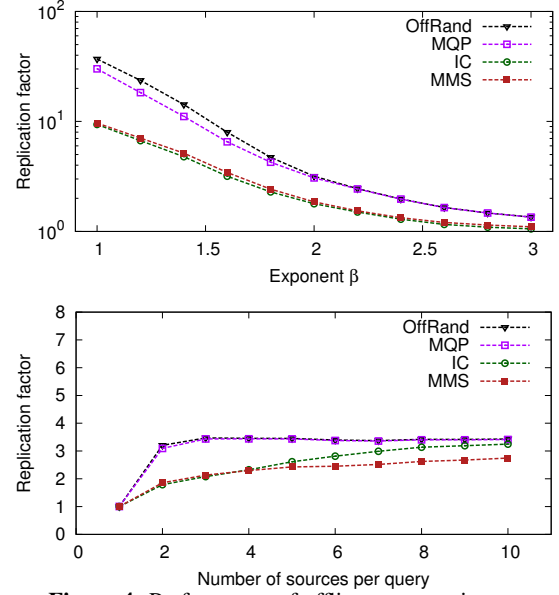 10^2
10^1
10^0
Replication factor
OffRand
MQP
IC
MMS
1 1.5 2 2.5 3
Exponent β
8
7
6
5
4
3
2
1
0
Replication factor
OffRand
MQP
IC
MMS
0 2 4 6 8 10
Number of sources per query